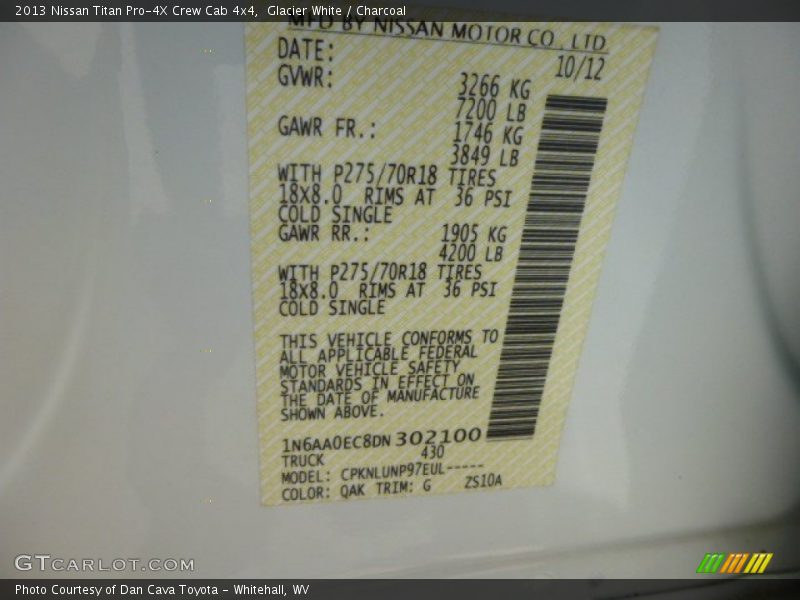 2013 Nissan Titan Pro-4X Crew Cab 4x4,  Glacier White / Charcoal
MFD BY NISSAN MOTOR CO., LTD
DATE: 10/12
GVWR: 3266 KG
7200 LB
GAWR FR.: 1746 KG
3849 LB
WITH P275/70R18 TIRES
18X8.0 RIMS AT 36 PSI
COLD SINGLE
GAWR RR.: 1905 KG
4200 LB
WITH P275/70R18 TIRES
18X8.0 RIMS AT 36 PSI
COLD SINGLE
THIS VEHICLE CONFORMS TO
ALL APPLICABLE FEDERAL
MOTOR VEHICLE SAFETY
STANDARDS IN EFFECT ON
THE DATE OF MANUFACTURE
SHOWN ABOVE.
1N6AA0EC8DN302100
TRUCK 430
MODEL: CPKNLUNP97EUL-----
COLOR: QAK TRIM: G ZS10A
GTCARLOT.COM
Photo Courtesy of Dan Cava Toyota - Whitehall, WV